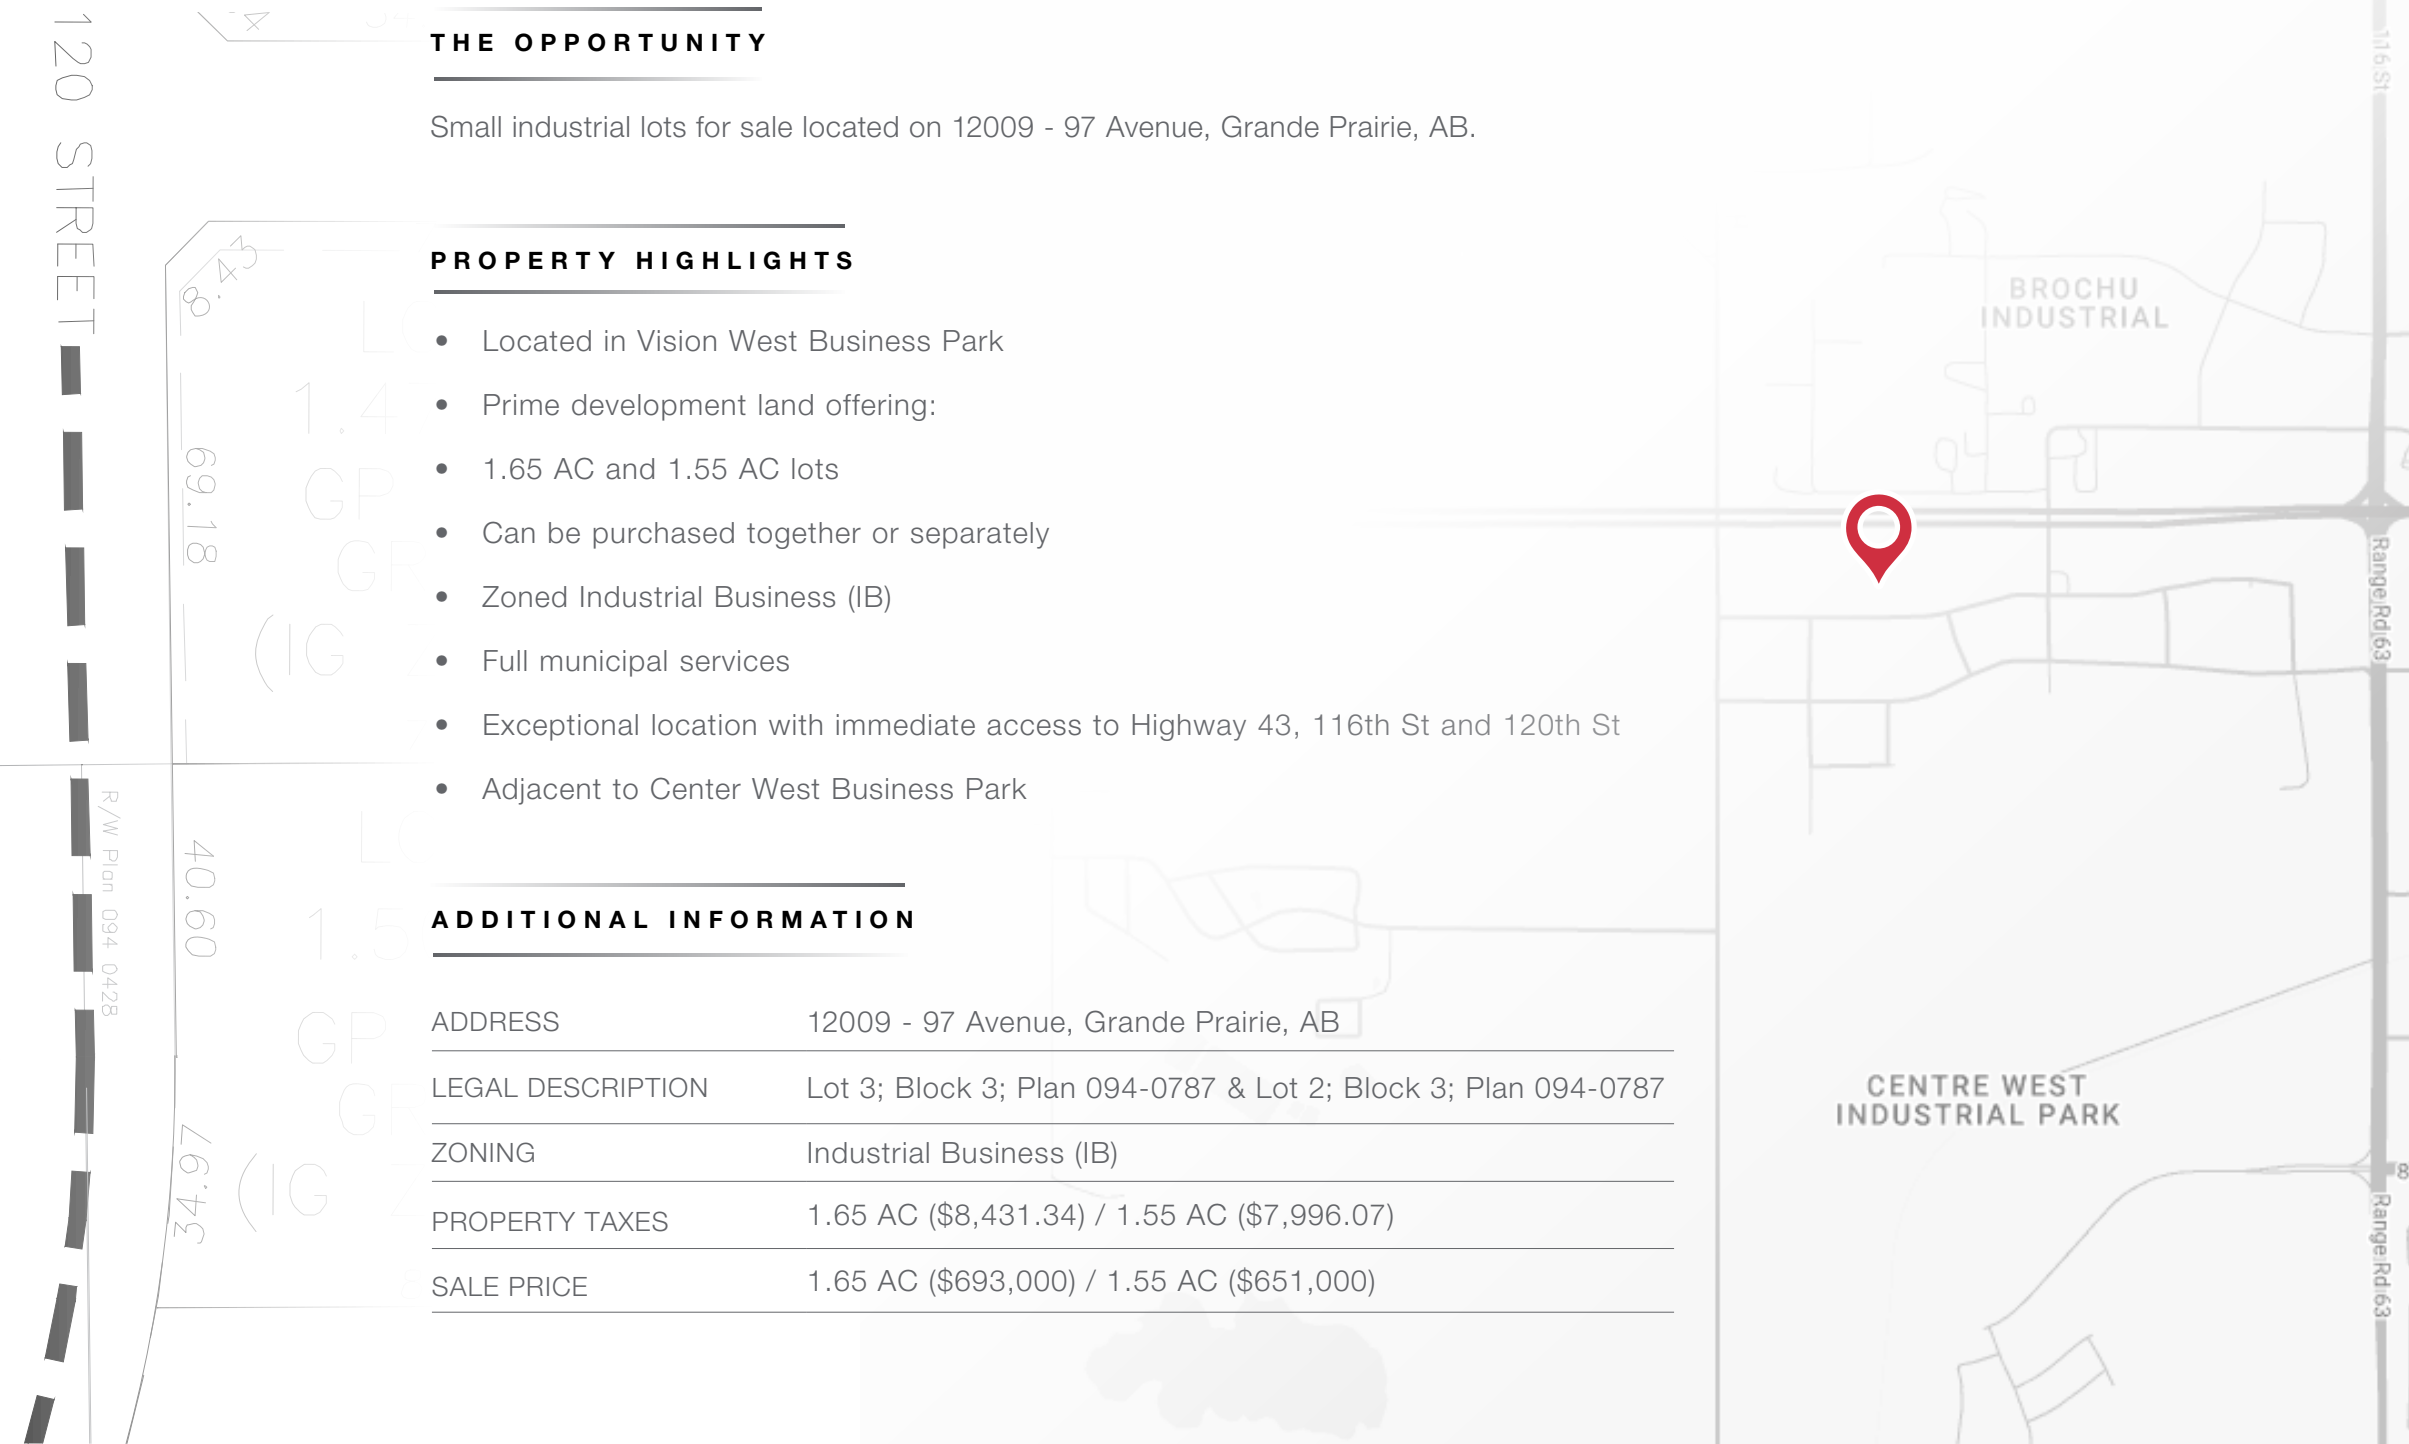 120 STREET
8.43
69.18
R/W Plan 094 0428
40.60
34.97
THE OPPORTUNITY
Small industrial lots for sale located on 12009 - 97 Avenue, Grande Prairie, AB.
PROPERTY HIGHLIGHTS
• Located in Vision West Business Park
• Prime development land offering:
• 1.65 AC and 1.55 AC lots
• Can be purchased together or separately
• Zoned Industrial Business (IB)
• Full municipal services
• Exceptional location with immediate access to Highway 43, 116th St and 120th St
• Adjacent to Center West Business Park
ADDITIONAL INFORMATION
ADDRESS 12009 - 97 Avenue, Grande Prairie, AB
LEGAL DESCRIPTION Lot 3; Block 3; Plan 094-0787 & Lot 2; Block 3; Plan 094-0787
ZONING Industrial Business (IB)
PROPERTY TAXES 1.65 AC ($8,431.34) / 1.55 AC ($7,996.07)
SALE PRICE 1.65 AC ($693,000) / 1.55 AC ($651,000)
116 St
BROCHU
INDUSTRIAL
Range Rd 63
CENTRE WEST
INDUSTRIAL PARK
Range Rd 63